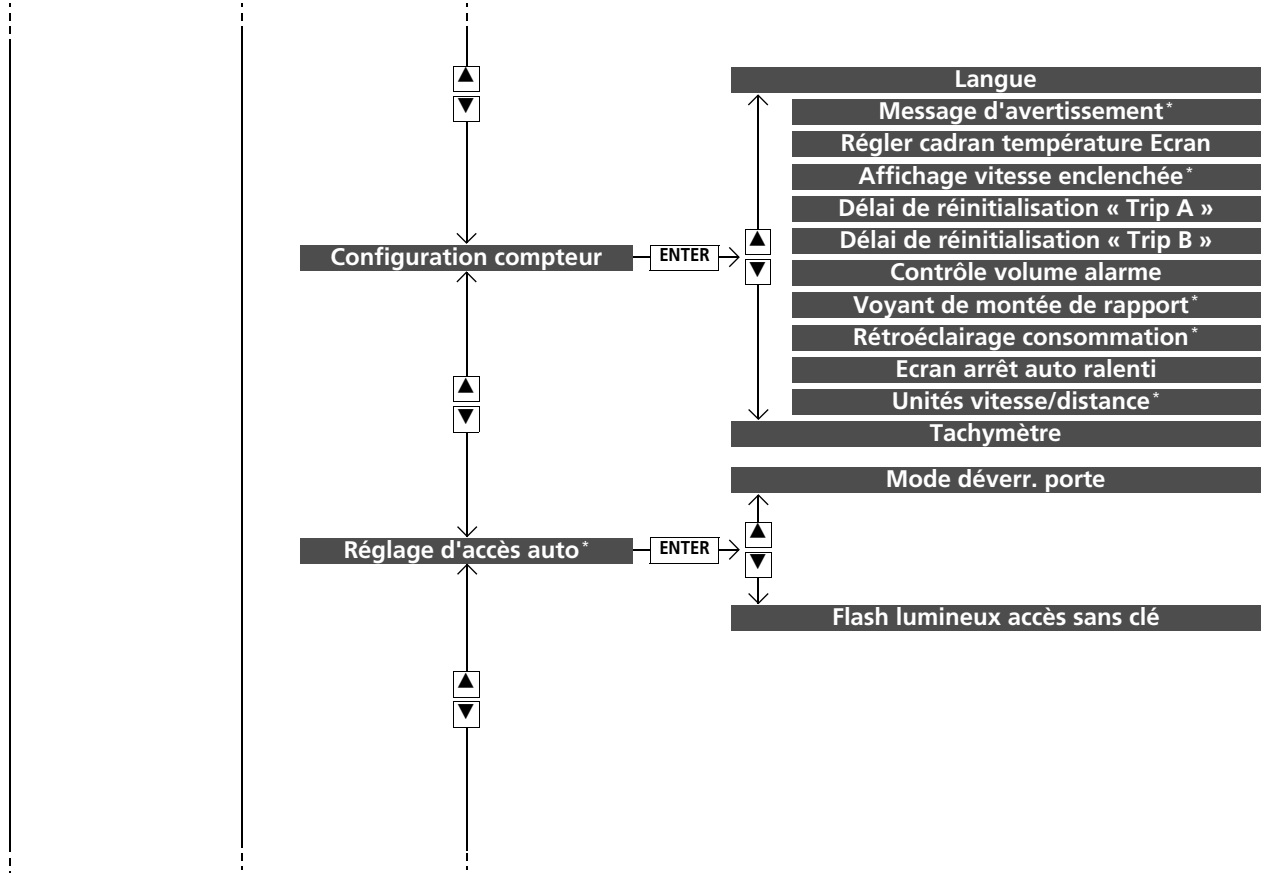 Langue
Message d'avertissement*
Régler cadran température Ecran
Affichage vitesse enclenchée*
Délai de réinitialisation « Trip A »
Configuration compteur
ENTER
Délai de réinitialisation « Trip B »
Contrôle volume alarme
Voyant de montée de rapport*
Rétroéclairage consommation*
Ecran arrêt auto ralenti
Unités vitesse/distance*
Tachymètre
Mode déverr. porte
Réglage d'accès auto*
ENTER
Flash lumineux accès sans clé